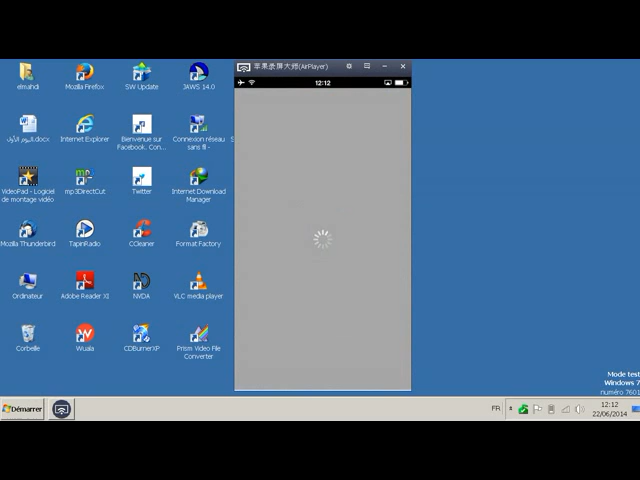 苹果录屏大师(AirPlayer)
12:12
elmahdi
Mozilla Firefox
SW Update
JAWS 14.0
اليوم الأول.docx
Internet Explorer
Bienvenue sur
Facebook. Con...
Connexion réseau
sans fil -
S
VideoPad - Logiciel
de montage vidéo
mp3DirectCut
Twitter
Internet Download
Manager
Mozilla Thunderbird
TapinRadio
CCleaner
Format Factory
Ordinateur
Adobe Reader XI
NVDA
VLC media player
Corbeille
Wuala
CDBurnerXP
Prism Video File
Converter
Mode test
Windows 7
numéro 7601
Démarrer
FR
12:12
22/06/2014